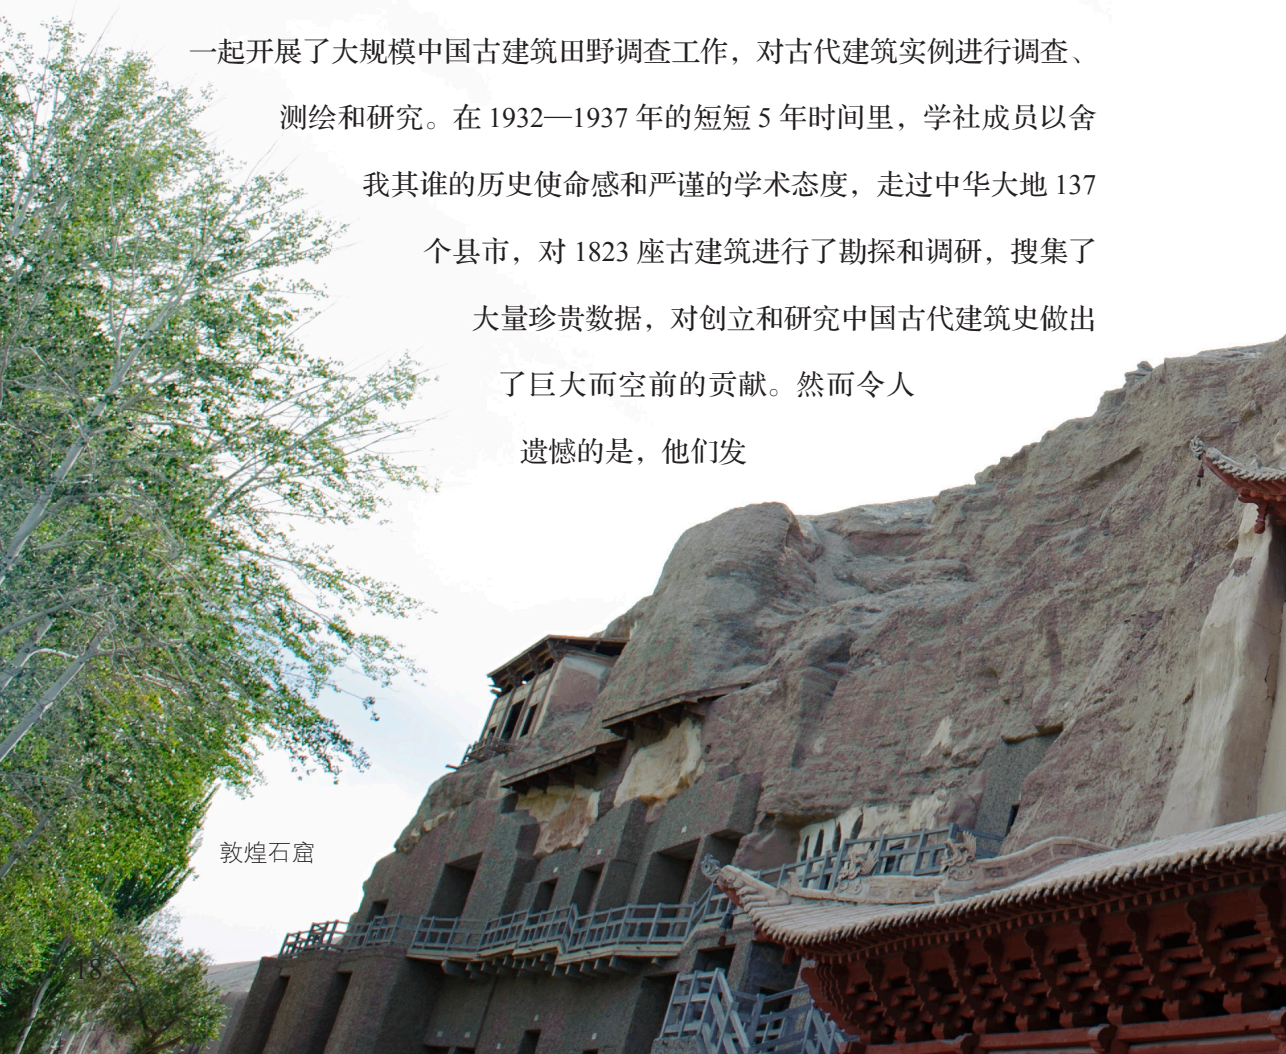 一起开展了大规模中国古建筑田野调查工作，对古代建筑实例进行调查、
测绘和研究。在 1932—1937 年的短短 5 年时间里，学社成员以舍
我其谁的历史使命感和严谨的学术态度，走过中华大地 137
个县市，对 1823 座古建筑进行了勘探和调研，搜集了
大量珍贵数据，对创立和研究中国古代建筑史做出
了巨大而空前的贡献。然而令人
遗憾的是，他们发
敦煌石窟
18